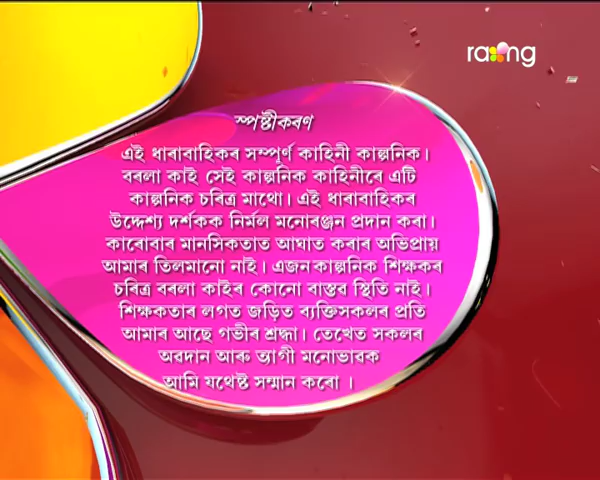 rang
স্পষ্টীকৰণ
এই ধাৰাবাহিকৰ সম্পূৰ্ণ কাহিনী কাল্পনিক।
বৰলা কাই সেই কাল্পনিক কাহিনীৰে এটি
কাল্পনিক চৰিত্ৰ মাথো। এই ধাৰাবাহিকৰ
উদ্দেশ্য দৰ্শকক নিৰ্মল মনোৰঞ্জন প্ৰদান কৰা।
কাৰোবাৰ মানসিকতাত আঘাত কৰাৰ অভিপ্ৰায়
আমাৰ তিলমানো নাই। এজন কাল্পনিক শিক্ষকৰ
চৰিত্ৰ বৰলা কাইৰ কোনো বাস্তৱ স্থিতি নাই।
শিক্ষকতাৰ লগত জড়িত ব্যক্তিসকলৰ প্ৰতি
আমাৰ আছে গভীৰ শ্ৰদ্ধা। তেখেত সকলৰ
অৱদান আৰু ত্যাগী মনোভাৱক
আমি যথেষ্ট সন্মান কৰো ।